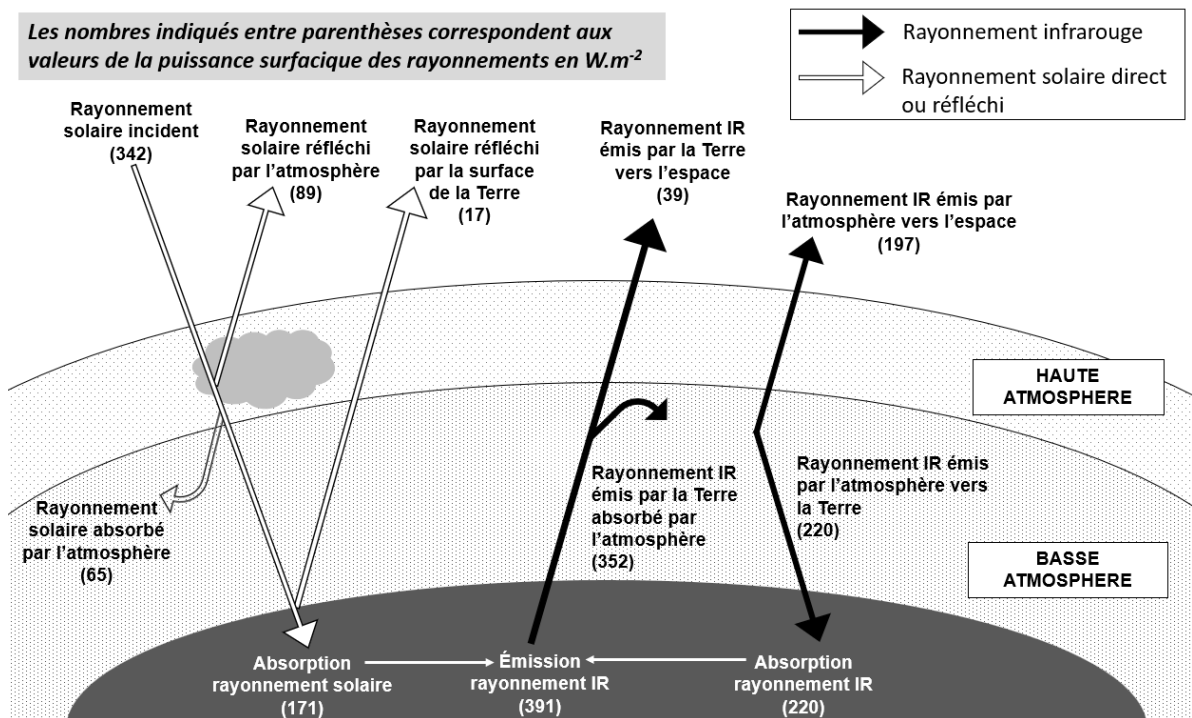 Les nombres indiqués entre parenthèses correspondent aux
valeurs de la puissance surfacique des rayonnements en W.m-2
Rayonnement infrarouge
Rayonnement solaire direct
ou réfléchi
Rayonnement
solaire incident
(342)
Rayonnement
solaire réfléchi
par l'atmosphère
(89)
Rayonnement
solaire réfléchi
par la surface
de la Terre
(17)
Rayonnement IR
émis par la Terre
vers l'espace
(39)
Rayonnement IR émis par
l'atmosphère vers l'espace
(197)
HAUTE
ATMOSPHERE
Rayonnement
solaire absorbé
par l'atmosphère
(65)
Rayonnement IR
émis par la Terre
absorbé par
l'atmosphère
(352)
Rayonnement IR émis
par l'atmosphère vers
la Terre
(220)
BASSE
ATMOSPHERE
Absorption
rayonnement solaire
(171)
Émission
rayonnement IR
(391)
Absorption
rayonnement IR
(220)